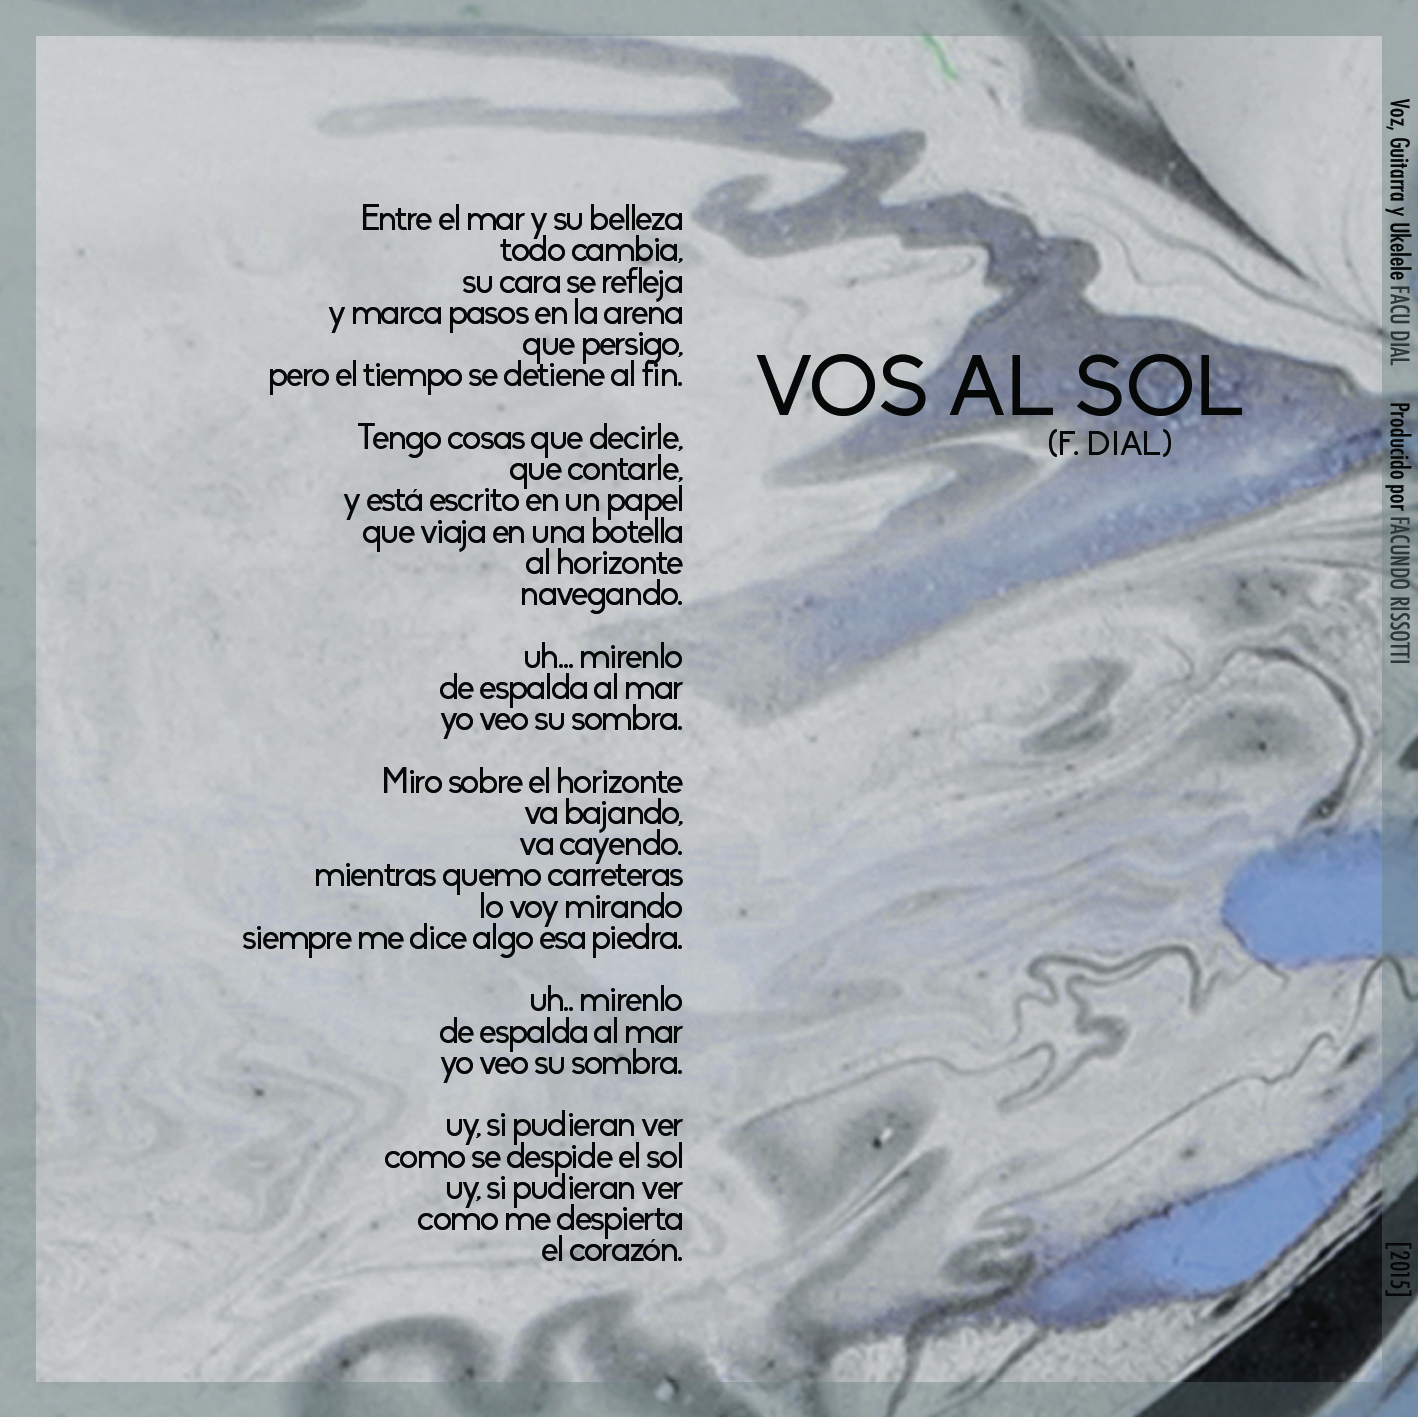 Entre el mar y su belleza
todo cambia,
su cara se refleja
y marca pasos en la arena
que persigo,
pero el tiempo se detiene al fin.
Tengo cosas que decirle,
que contarle,
y está escrito en un papel
que viaja en una botella
al horizonte
navegando.
uh... mirenlo
de espalda al mar
yo veo su sombra.
Miro sobre el horizonte
va bajando,
va cayendo.
mientras quemo carreteras
lo voy mirando
siempre me dice algo esa piedra.
uh.. mirenlo
de espalda al mar
yo veo su sombra.
uy, si pudieran ver
como se despide el sol
uy, si pudieran ver
como me despierta
el corazón.
VOS AL SOL
(F. DIAL)
Voz, Guitarra y Ukelele FACU DIAL Producido por FACUNDO RISSOTTI
[2015]